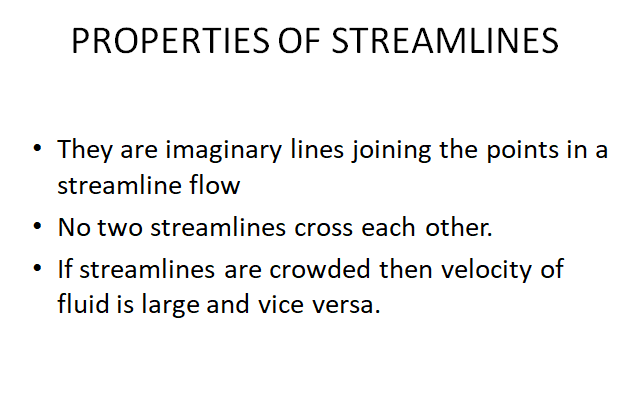 PROPERTIES OF STREAMLINES
• They are imaginary lines joining the points in a
streamline flow
• No two streamlines cross each other.
• If streamlines are crowded then velocity of
fluid is large and vice versa.